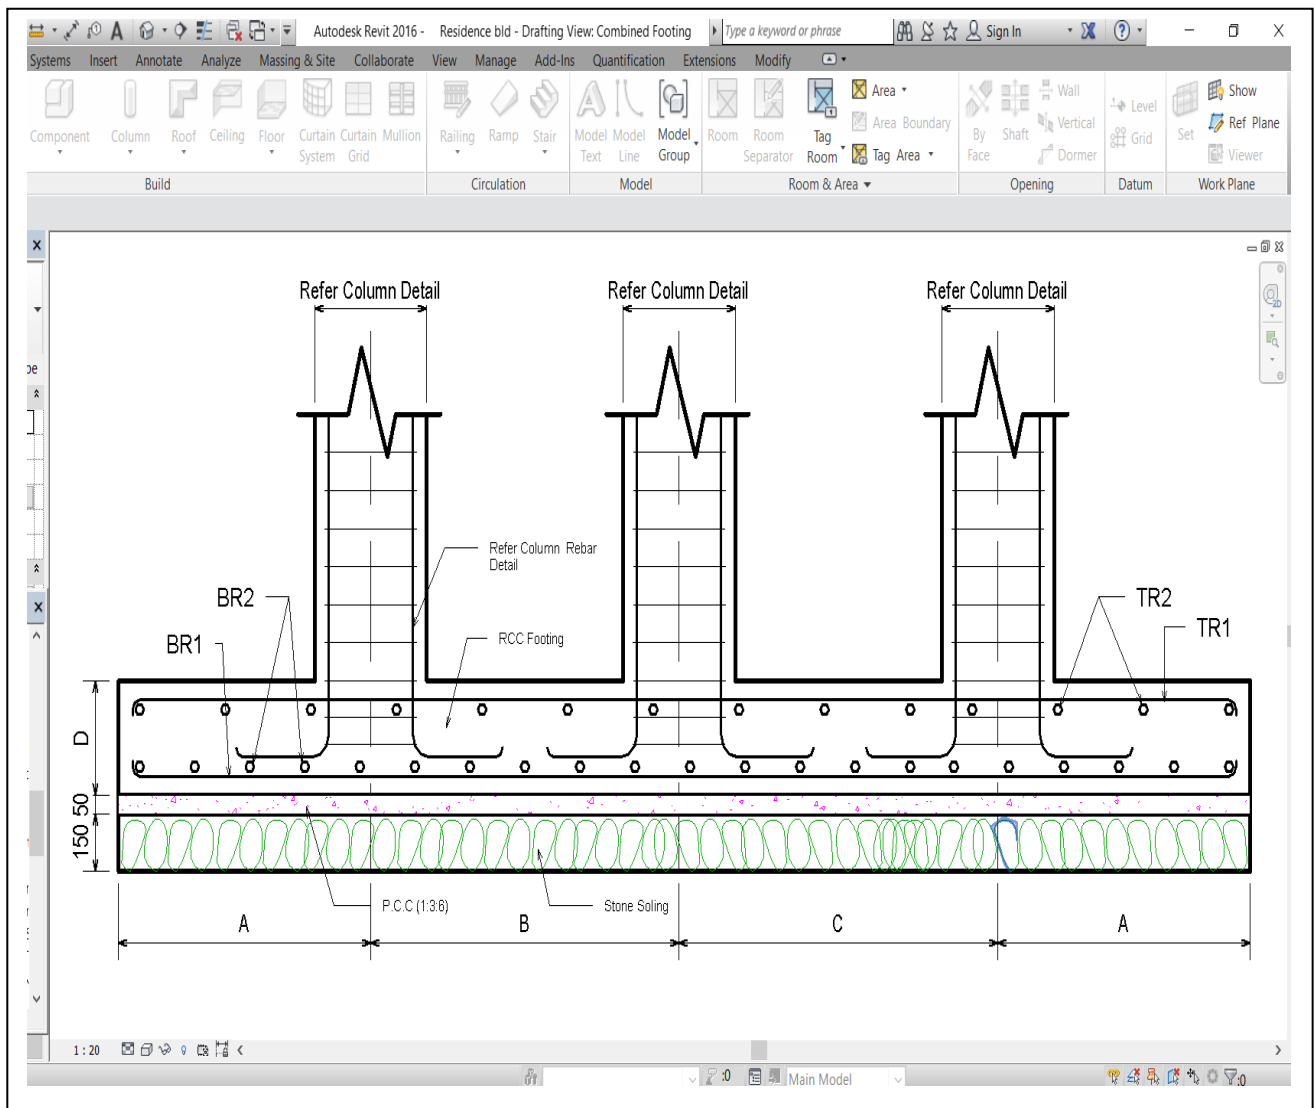 Autodesk Revit 2016 - Residence bld - Drafting View: Combined Footing
Type a keyword or phrase
Sign In
Systems Insert Annotate Analyze Massing & Site Collaborate View Manage Add-Ins Quantification Extensions Modify
Component Column Roof Ceiling Floor Curtain System Curtain Grid Mullion Railing Ramp Stair Model Text Model Line Model Group Room Room Separator Tag Room
Area
Area Boundary
Tag Area
By Face Shaft
Wall
Vertical
Dormer
Level
Grid
Set
Show
Ref Plane
Viewer
Build Circulation Model Room & Area Opening Datum Work Plane
2D
pe
Refer Column Detail Refer Column Detail Refer Column Detail
Refer Column Rebar
Detail
BR2
BR1
RCC Footing
TR2
TR1
D
50
150
P.C.C (1:3:6)
Stone Soling
A B C A
1 : 20
:0
Main Model
:0